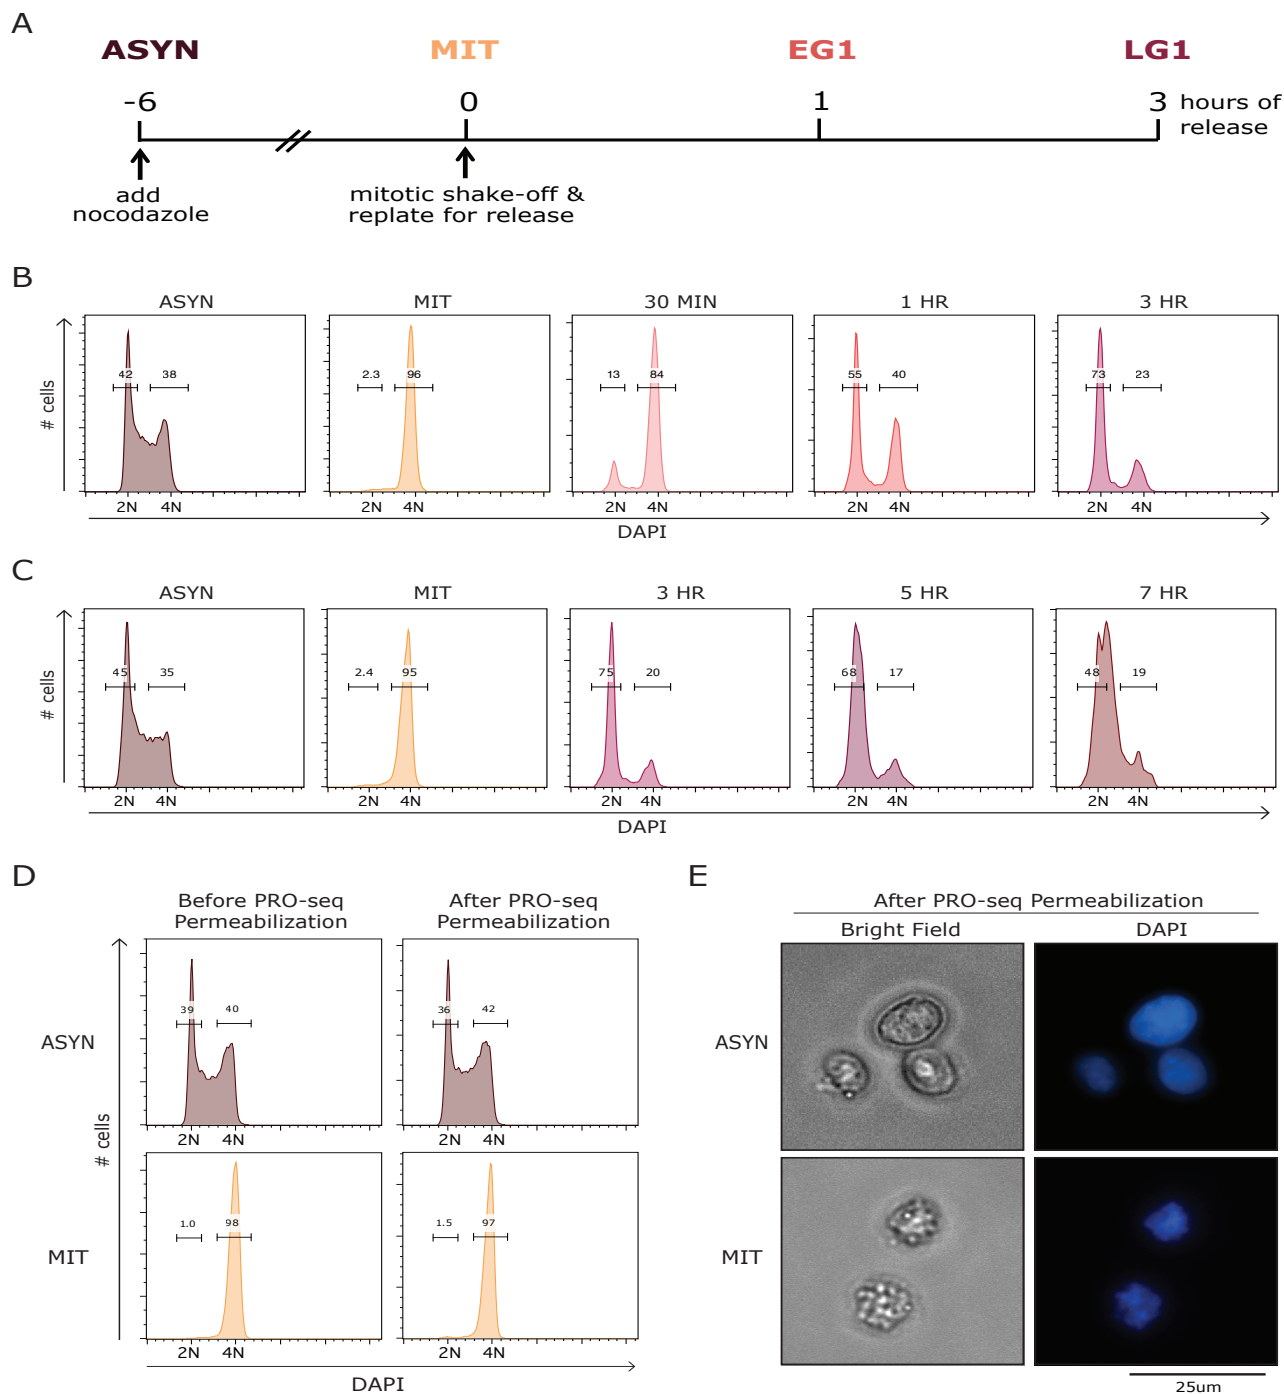 A
ASYN MIT EG1 LG1
-6 0 1 3 hours of
release
add
nocodazole
mitotic shake-off &
replate for release
B
ASYN MIT 30 MIN 1 HR 3 HR
# cells
42 38 2.3 96 13 84 55 40 73 23
2N 4N 2N 4N 2N 4N 2N 4N 2N 4N
DAPI
C
ASYN MIT 3 HR 5 HR 7 HR
# cells
45 35 2.4 95 75 20 68 17 48 19
2N 4N 2N 4N 2N 4N 2N 4N 2N 4N
DAPI
D
Before PRO-seq
Permeabilization
After PRO-seq
Permeabilization
ASYN
39 40 36 42
2N 4N 2N 4N
# cells
MIT
1.0 98 1.5 97
2N 4N 2N 4N
DAPI
E
After PRO-seq Permeabilization
Bright Field DAPI
ASYN
MIT
25um